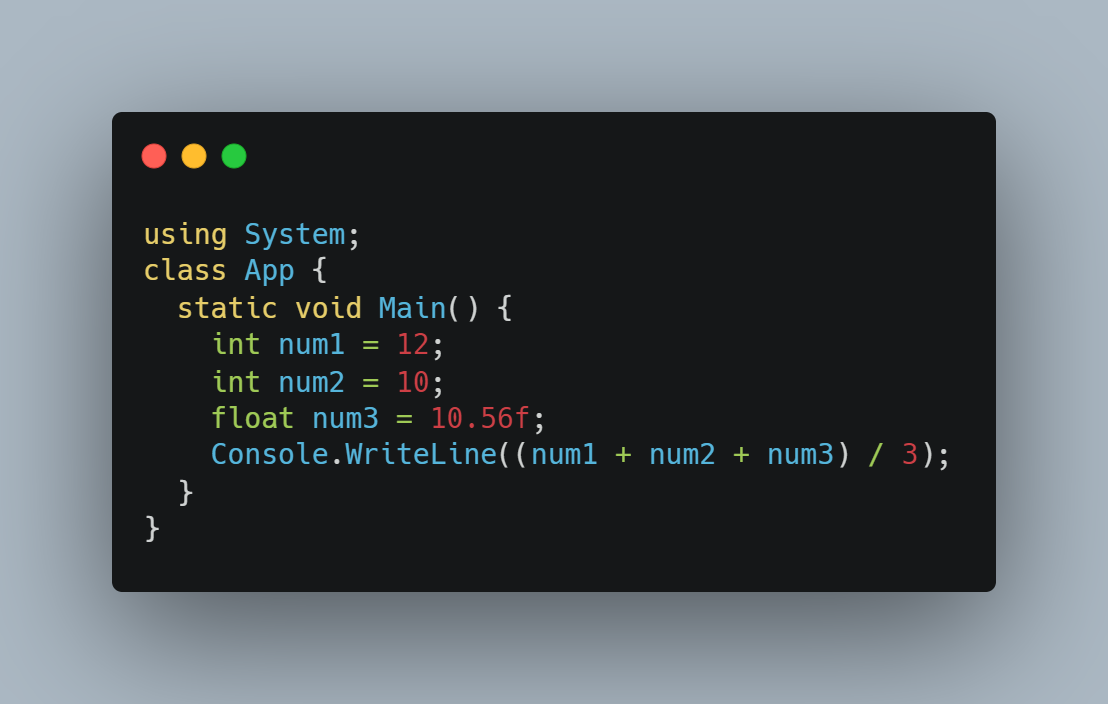 using System;
class App {
  static void Main() {
    int num1 = 12;
    int num2 = 10;
    float num3 = 10.56f;
    Console.WriteLine((num1 + num2 + num3) / 3);
  }
}